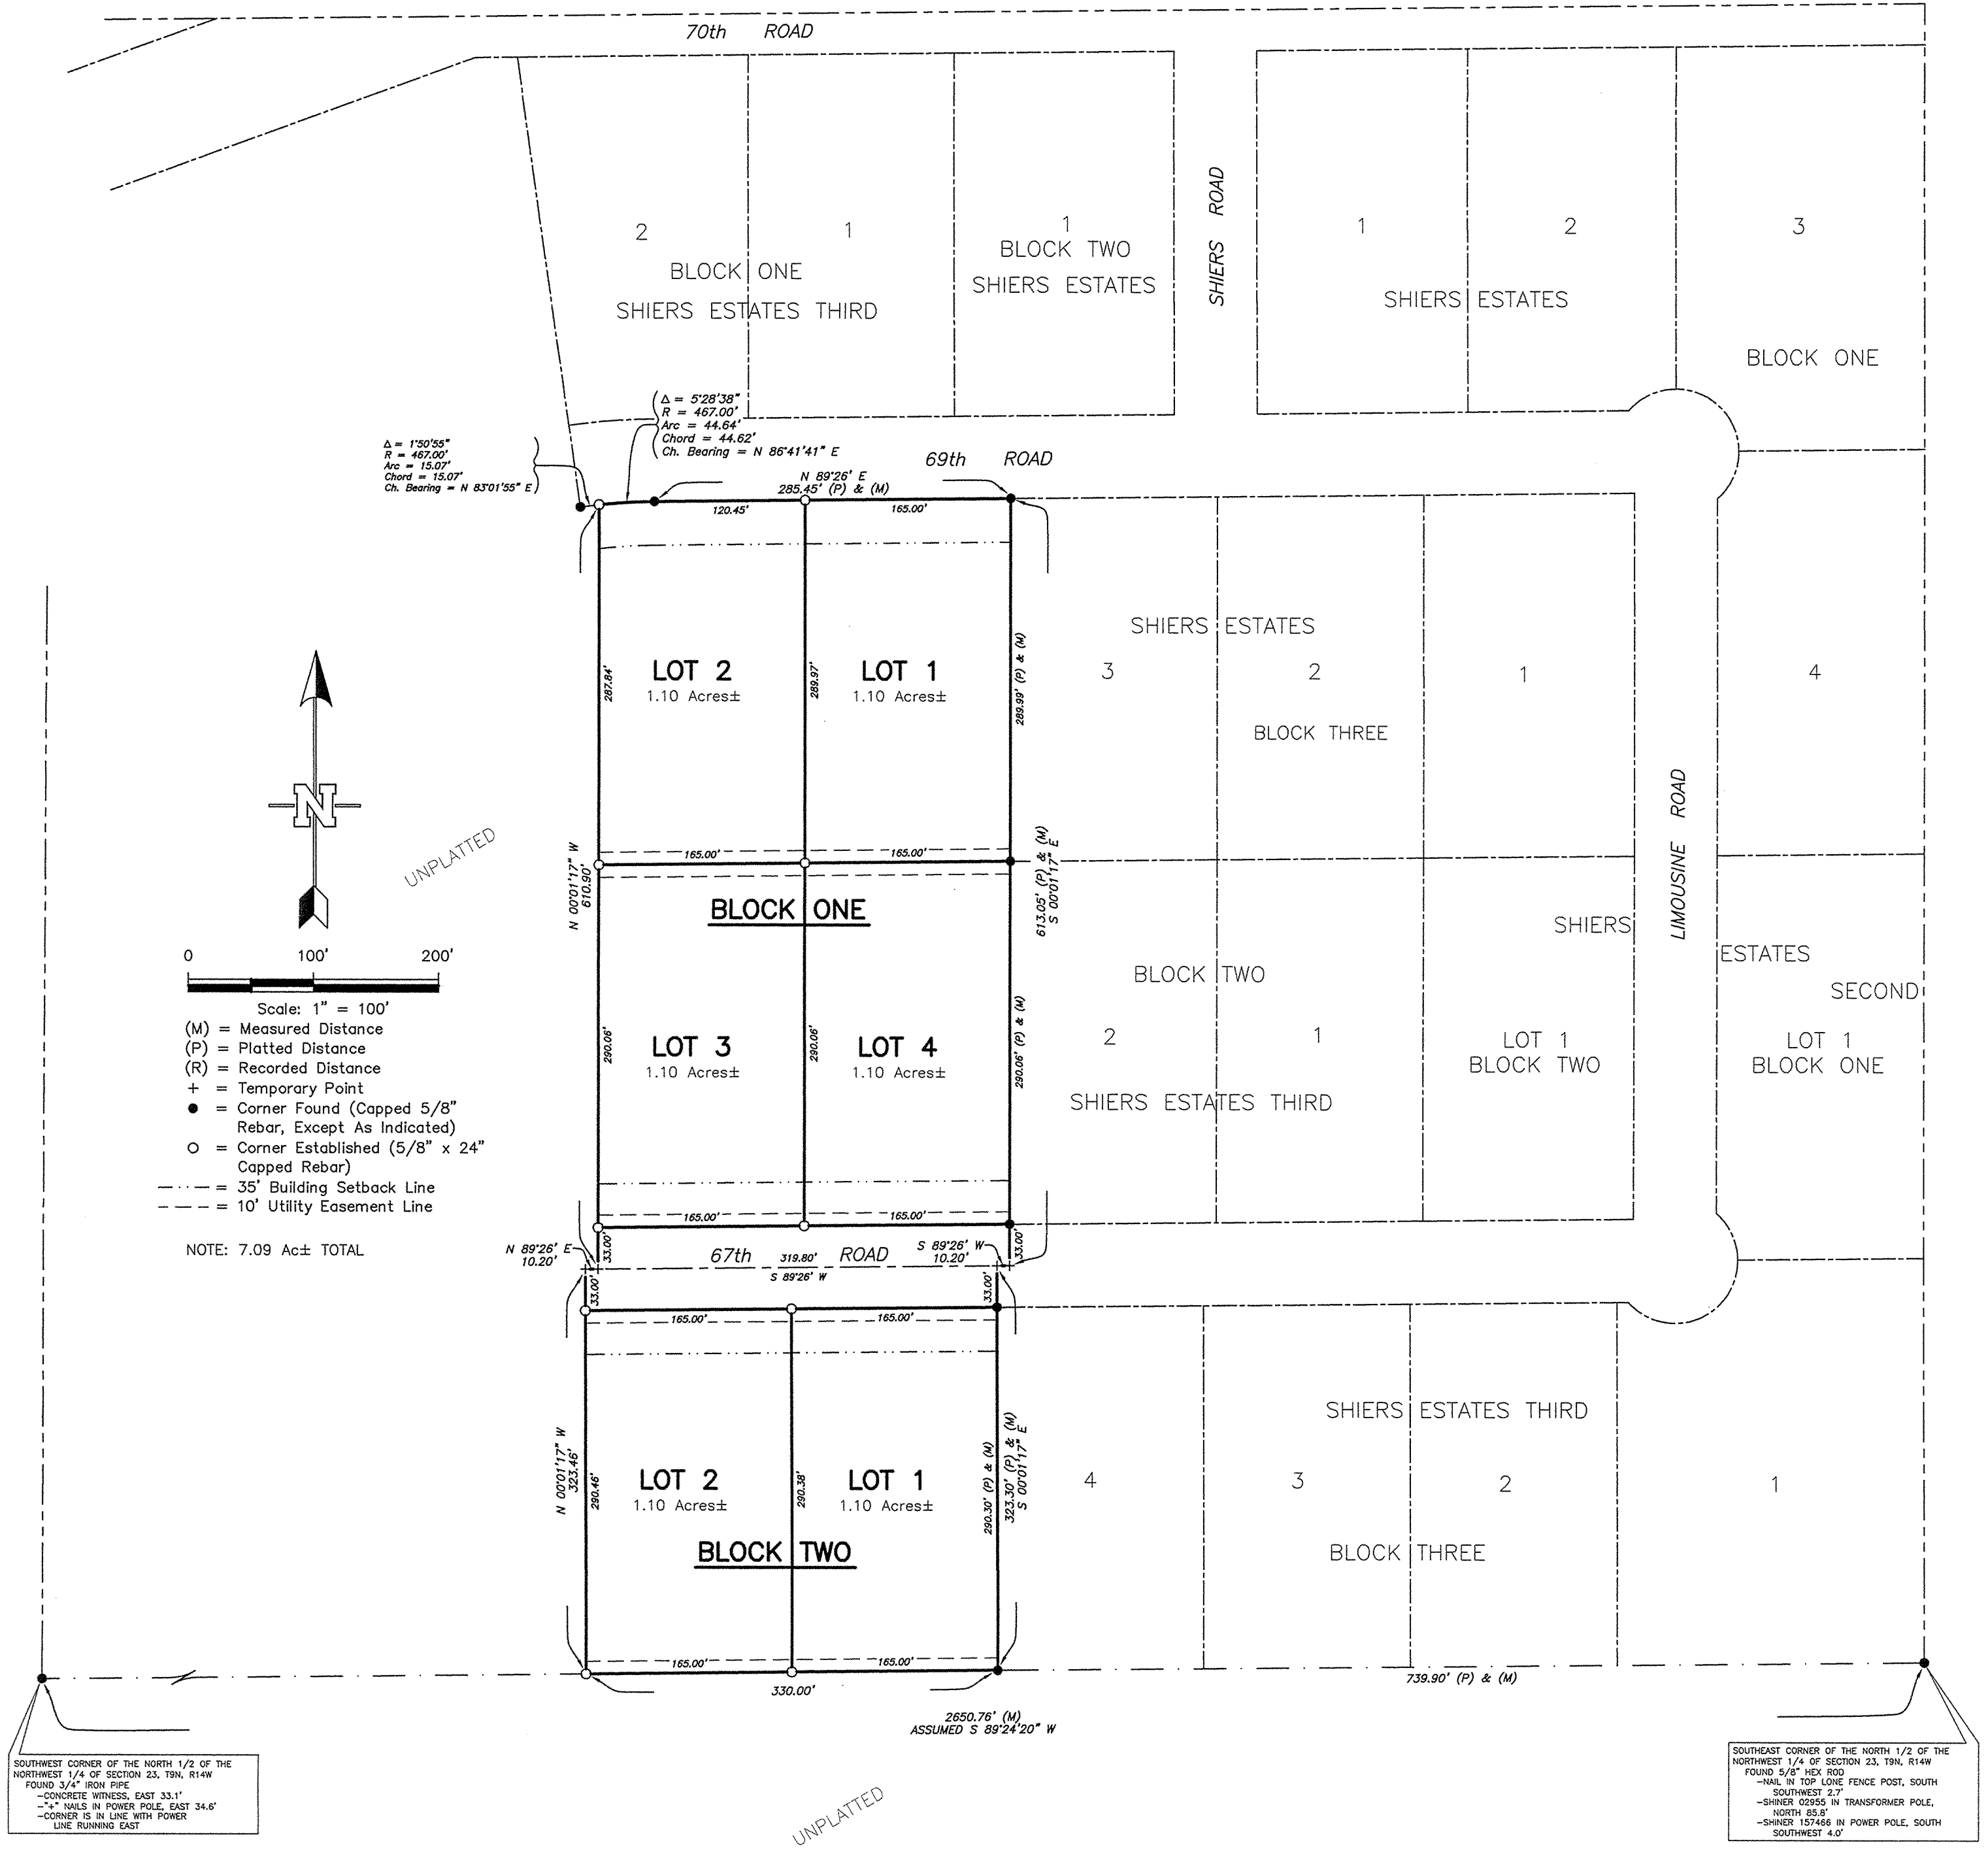 70th ROAD
SHIERS ROAD
2
1
1
BLOCK TWO
SHIERS ESTATES
BLOCK ONE
SHIERS ESTATES THIRD
1
2
3
SHIERS ESTATES
BLOCK ONE
Δ = 5°28'38"
R = 467.00'
Arc = 44.64'
Chord = 44.62'
Ch. Bearing = N 86°41'41" E
Δ = 1°50'55"
R = 467.00'
Arc = 15.07'
Chord = 15.07'
Ch. Bearing = N 83°01'55" E
69th ROAD
N 89°26' E
285.45' (P) & (M)
120.45'
165.00'
LOT 2
1.10 Acres±
LOT 1
1.10 Acres±
287.84'
289.97'
289.99' (P) & (M)
SHIERS ESTATES
3
2
1
4
BLOCK THREE
LIMOUSINE ROAD
N
UNPLATTED
165.00'
165.00'
N 00°01'17" W
610.90'
613.05' (P) & (M)
S 00°01'17" E
BLOCK ONE
SHIERS
ESTATES
SECOND
0 100' 200'
Scale: 1" = 100'
(M) = Measured Distance
(P) = Platted Distance
(R) = Recorded Distance
+ = Temporary Point
● = Corner Found (Capped 5/8"
Rebar, Except As Indicated)
○ = Corner Established (5/8" x 24"
Capped Rebar)
= 35' Building Setback Line
= 10' Utility Easement Line
NOTE: 7.09 Ac± TOTAL
LOT 3
1.10 Acres±
LOT 4
1.10 Acres±
290.06'
290.06'
290.06' (P) & (M)
BLOCK TWO
2
1
SHIERS ESTATES THIRD
LOT 1
BLOCK TWO
LOT 1
BLOCK ONE
165.00'
165.00'
33.00'
33.00'
N 89°26' E
10.20'
67th ROAD
319.80'
S 89°26' W
S 89°26' W
10.20'
33.00'
33.00'
165.00'
165.00'
N 00°01'17" W
323.46'
290.46'
290.38'
290.30' (P) & (M)
323.30' (P) & (M)
S 00°01'17" E
LOT 2
1.10 Acres±
LOT 1
1.10 Acres±
BLOCK TWO
SHIERS ESTATES THIRD
4
3
2
1
BLOCK THREE
165.00'
165.00'
330.00'
739.90' (P) & (M)
2650.76' (M)
ASSUMED S 89°24'20" W
UNPLATTED
SOUTHWEST CORNER OF THE NORTH 1/2 OF THE
NORTHWEST 1/4 OF SECTION 23, T9N, R14W
FOUND 3/4" IRON PIPE
-CONCRETE WITNESS, EAST 33.1'
-"+" NAILS IN POWER POLE, EAST 34.6'
-CORNER IS IN LINE WITH POWER
LINE RUNNING EAST
SOUTHEAST CORNER OF THE NORTH 1/2 OF THE
NORTHWEST 1/4 OF SECTION 23, T9N, R14W
FOUND 5/8" HEX ROD
-NAIL IN TOP LONE FENCE POST, SOUTH
SOUTHWEST 2.7'
-SHINER 02955 IN TRANSFORMER POLE,
NORTH 85.8'
-SHINER 157466 IN POWER POLE, SOUTH
SOUTHWEST 4.0'